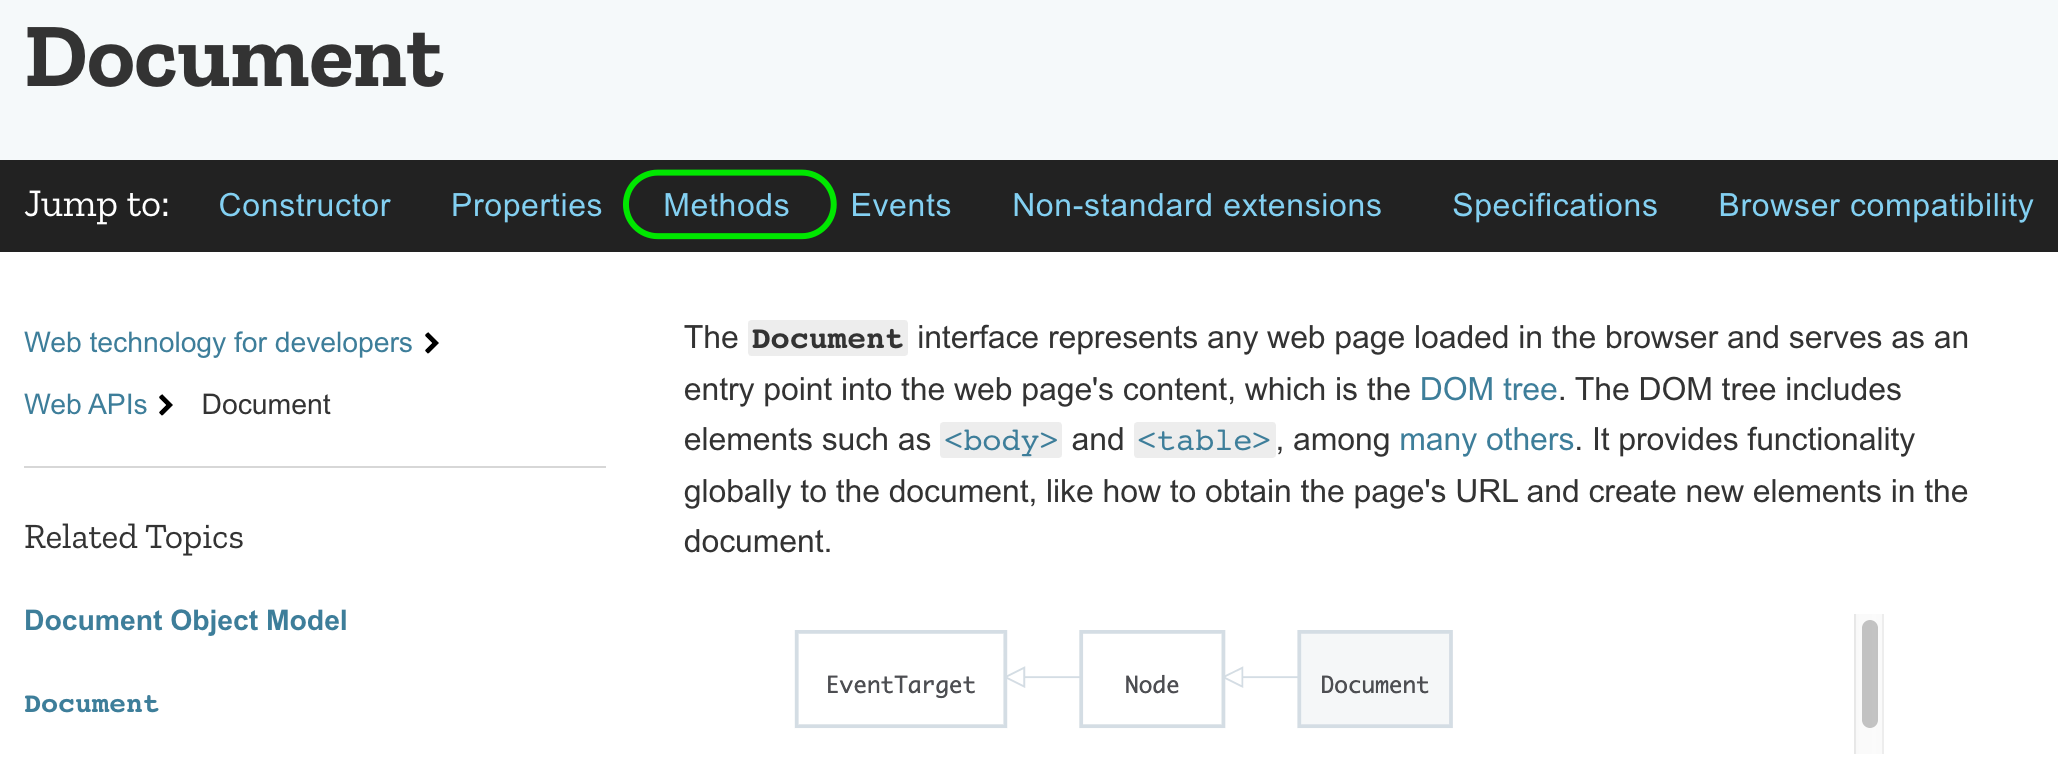 Document
Jump to: Constructor Properties Methods Events Non-standard extensions Specifications Browser compatibility
Web technology for developers
Web APIs Document
Related Topics
Document Object Model
Document
The Document interface represents any web page loaded in the browser and serves as an
entry point into the web page's content, which is the DOM tree. The DOM tree includes
elements such as <body> and <table>, among many others. It provides functionality
globally to the document, like how to obtain the page's URL and create new elements in the
document.
EventTarget Node Document